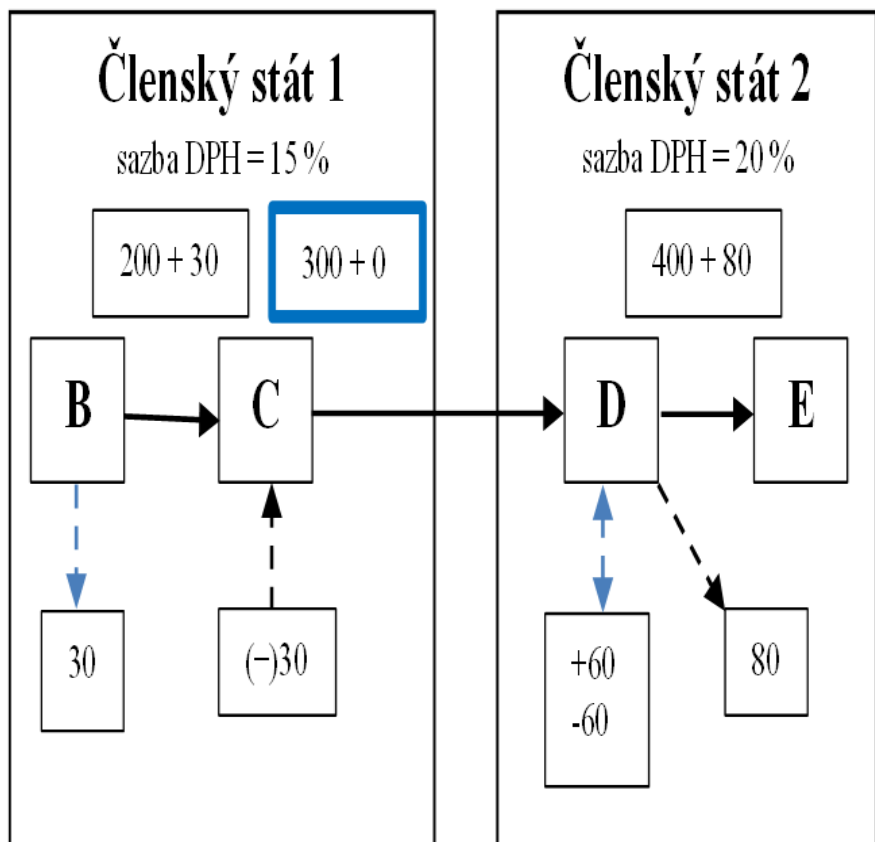 Členský stát 1
sazba DPH = 15 %
200 + 30
300 + 0
B
C
30
(−)30
Členský stát 2
sazba DPH = 20 %
400 + 80
D
E
+60
-60
80